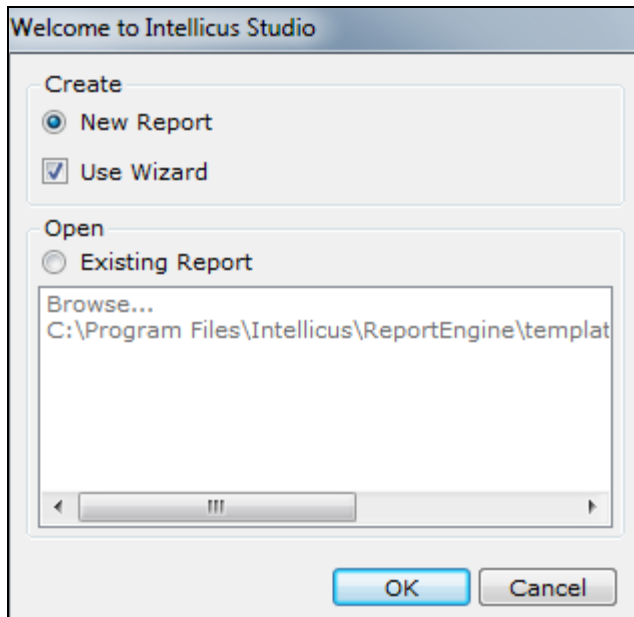 Welcome to Intellicus Studio
Create
New Report
Use Wizard
Open
Existing Report
Browse...
C:\Program Files\Intellicus\ReportEngine\templat
OK
Cancel